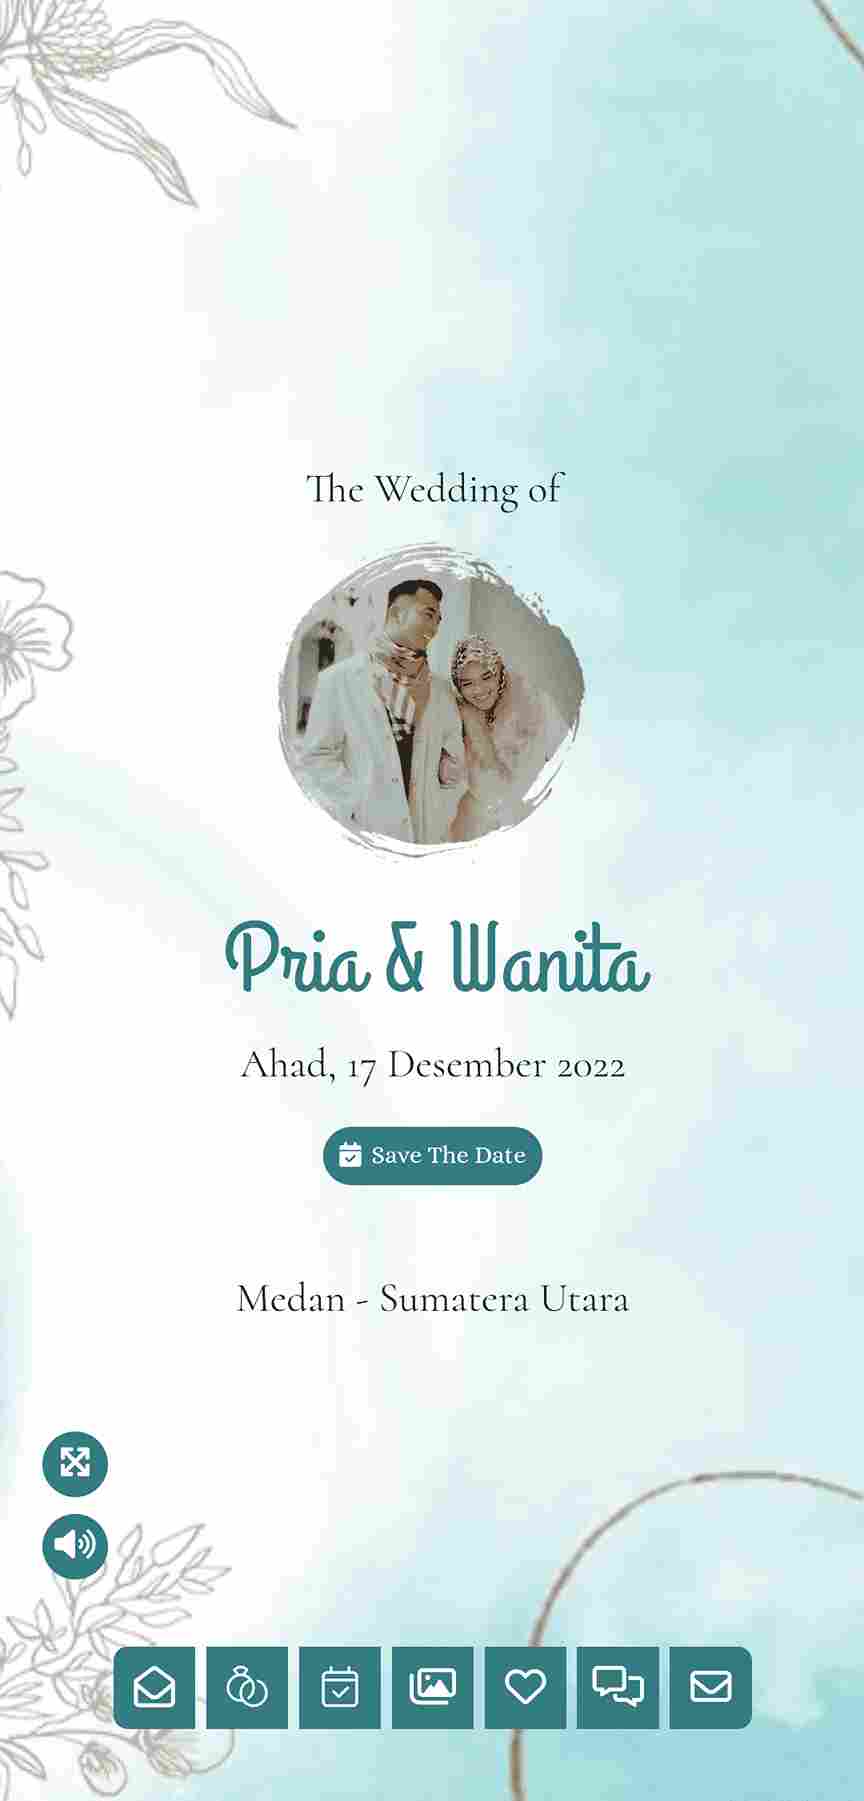 The Wedding of
Pria & Wanita
Ahad, 17 Desember 2022
Save The Date
Medan - Sumatera Utara